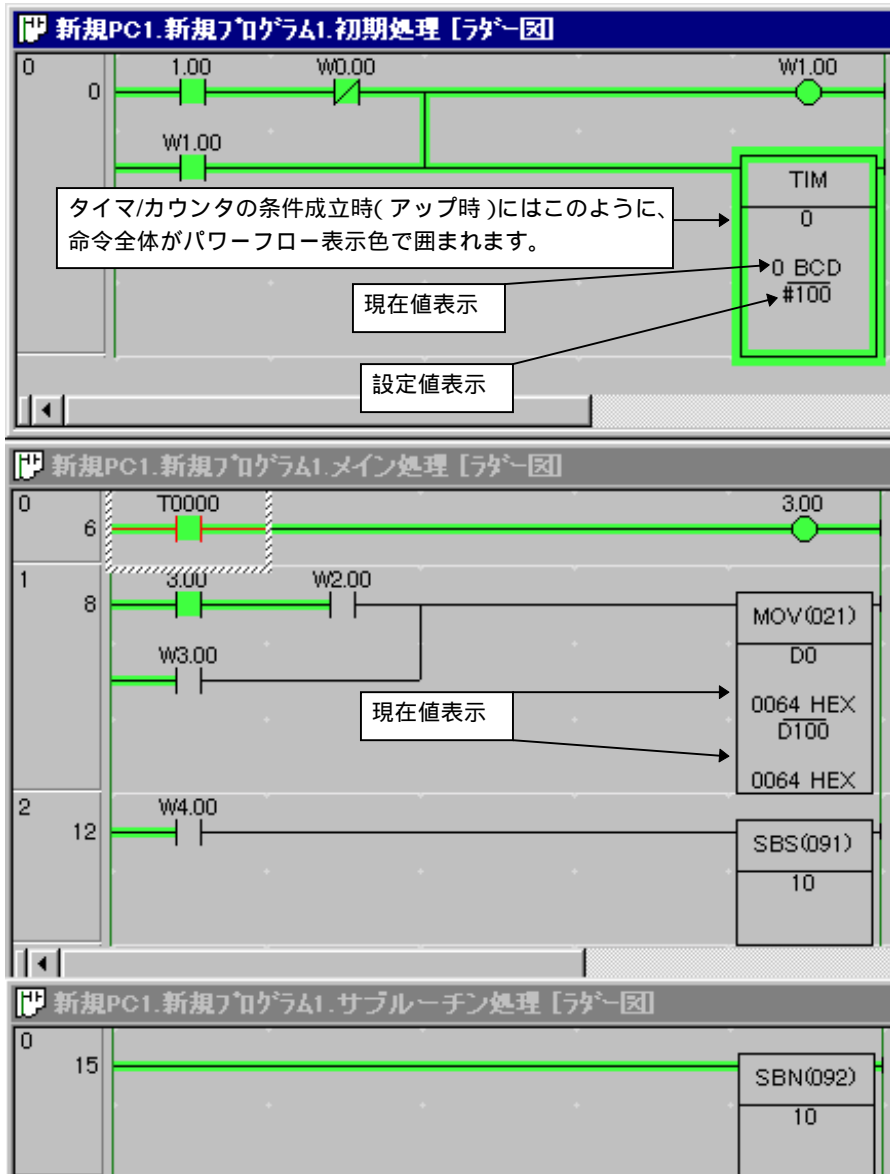 新規PC1.新規プログラム1.初期処理 [ラダー図]
0
0
1.00
W0.00
W1.00
W1.00
TIM
0
0 BCD
#100
タイマ/カウンタの条件成立時( アップ時 )にはこのように、
命令全体がパワーフロー表示色で囲まれます。
現在値表示
設定値表示
新規PC1.新規プログラム1.メイン処理 [ラダー図]
0
6
T0000
3.00
1
8
3.00
W2.00
MOV(021)
D0
W3.00
0064 HEX
D100
0064 HEX
現在値表示
2
12
W4.00
SBS(091)
10
新規PC1.新規プログラム1.サブルーチン処理 [ラダー図]
0
15
SBN(092)
10